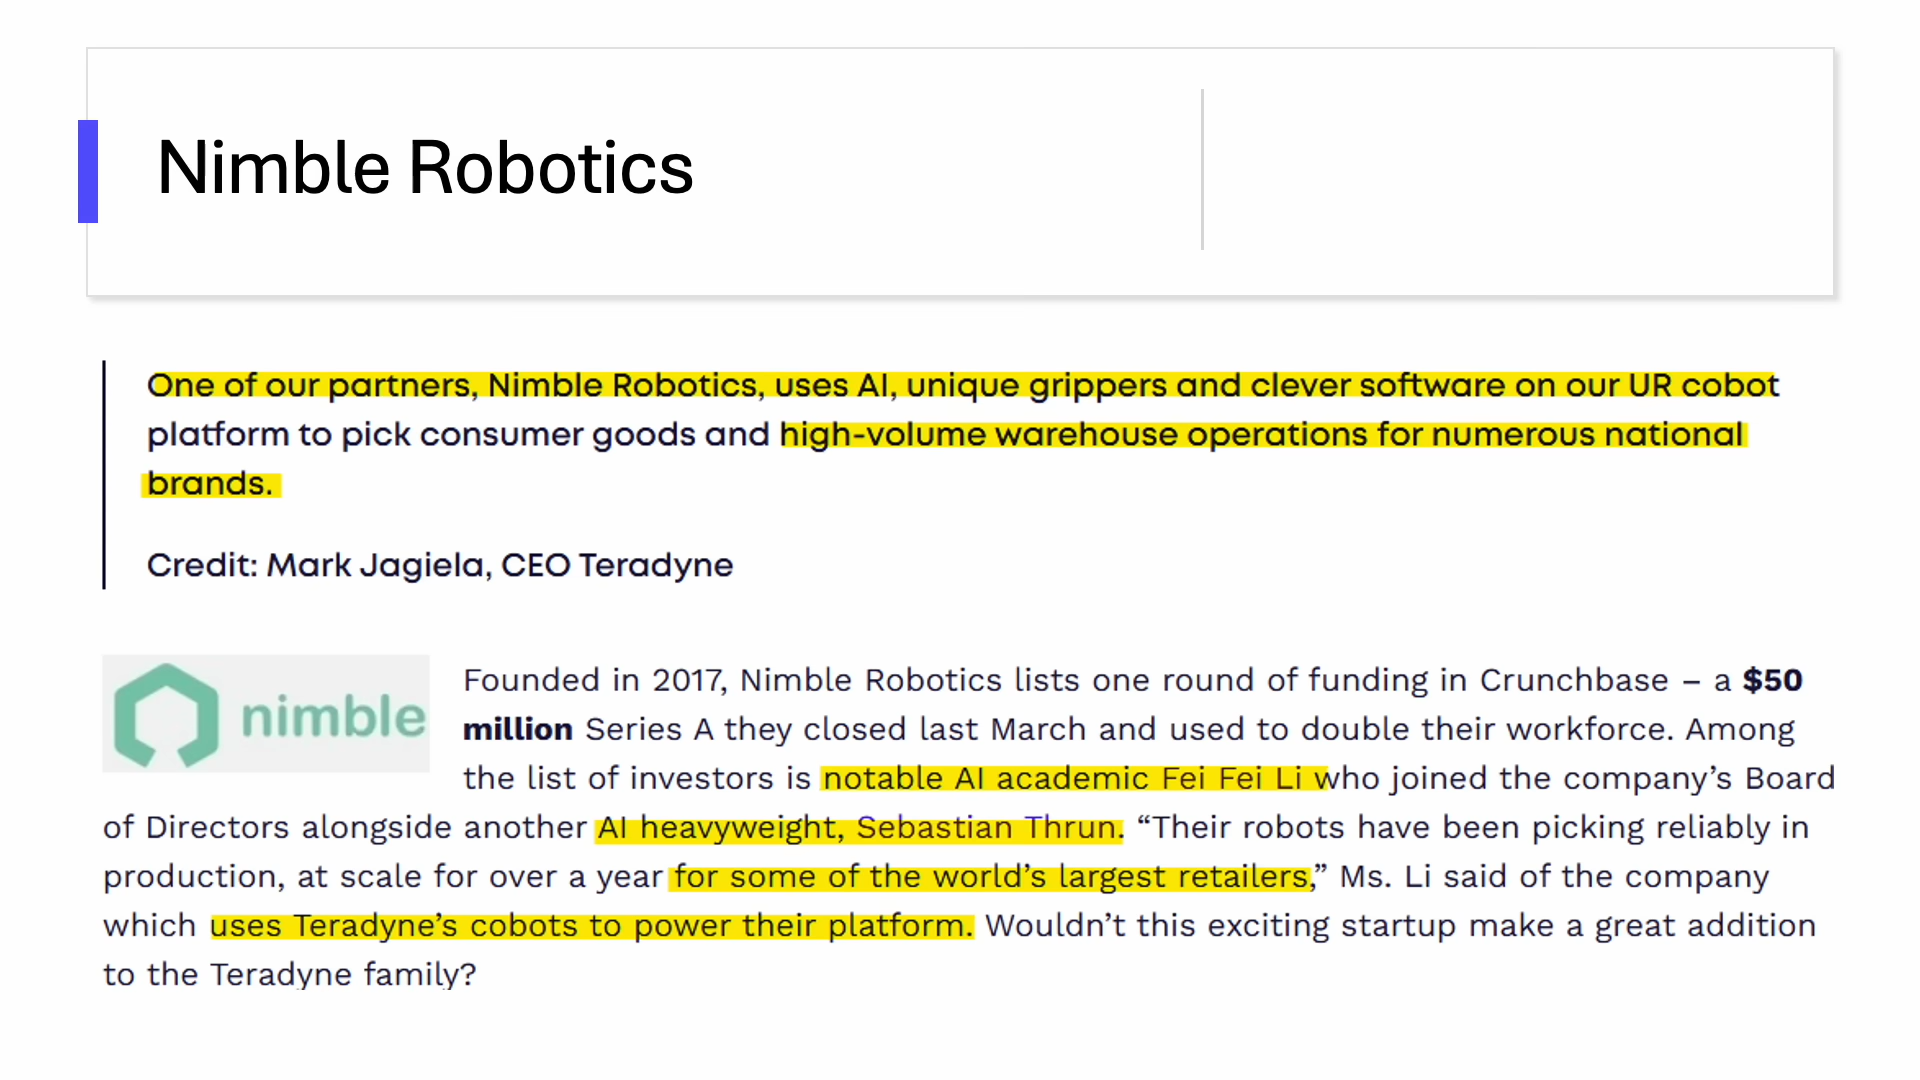 Nimble Robotics
One of our partners, Nimble Robotics, uses AI, unique grippers and clever software on our UR cobot
platform to pick consumer goods and high-volume warehouse operations for numerous national
brands.
Credit: Mark Jagiela, CEO Teradyne
nimble
Founded in 2017, Nimble Robotics lists one round of funding in Crunchbase – a $50
million Series A they closed last March and used to double their workforce. Among
the list of investors is notable AI academic Fei Fei Li who joined the company’s Board
of Directors alongside another AI heavyweight, Sebastian Thrun. “Their robots have been picking reliably in
production, at scale for over a year for some of the world’s largest retailers,” Ms. Li said of the company
which uses Teradyne’s cobots to power their platform. Wouldn’t this exciting startup make a great addition
to the Teradyne family?